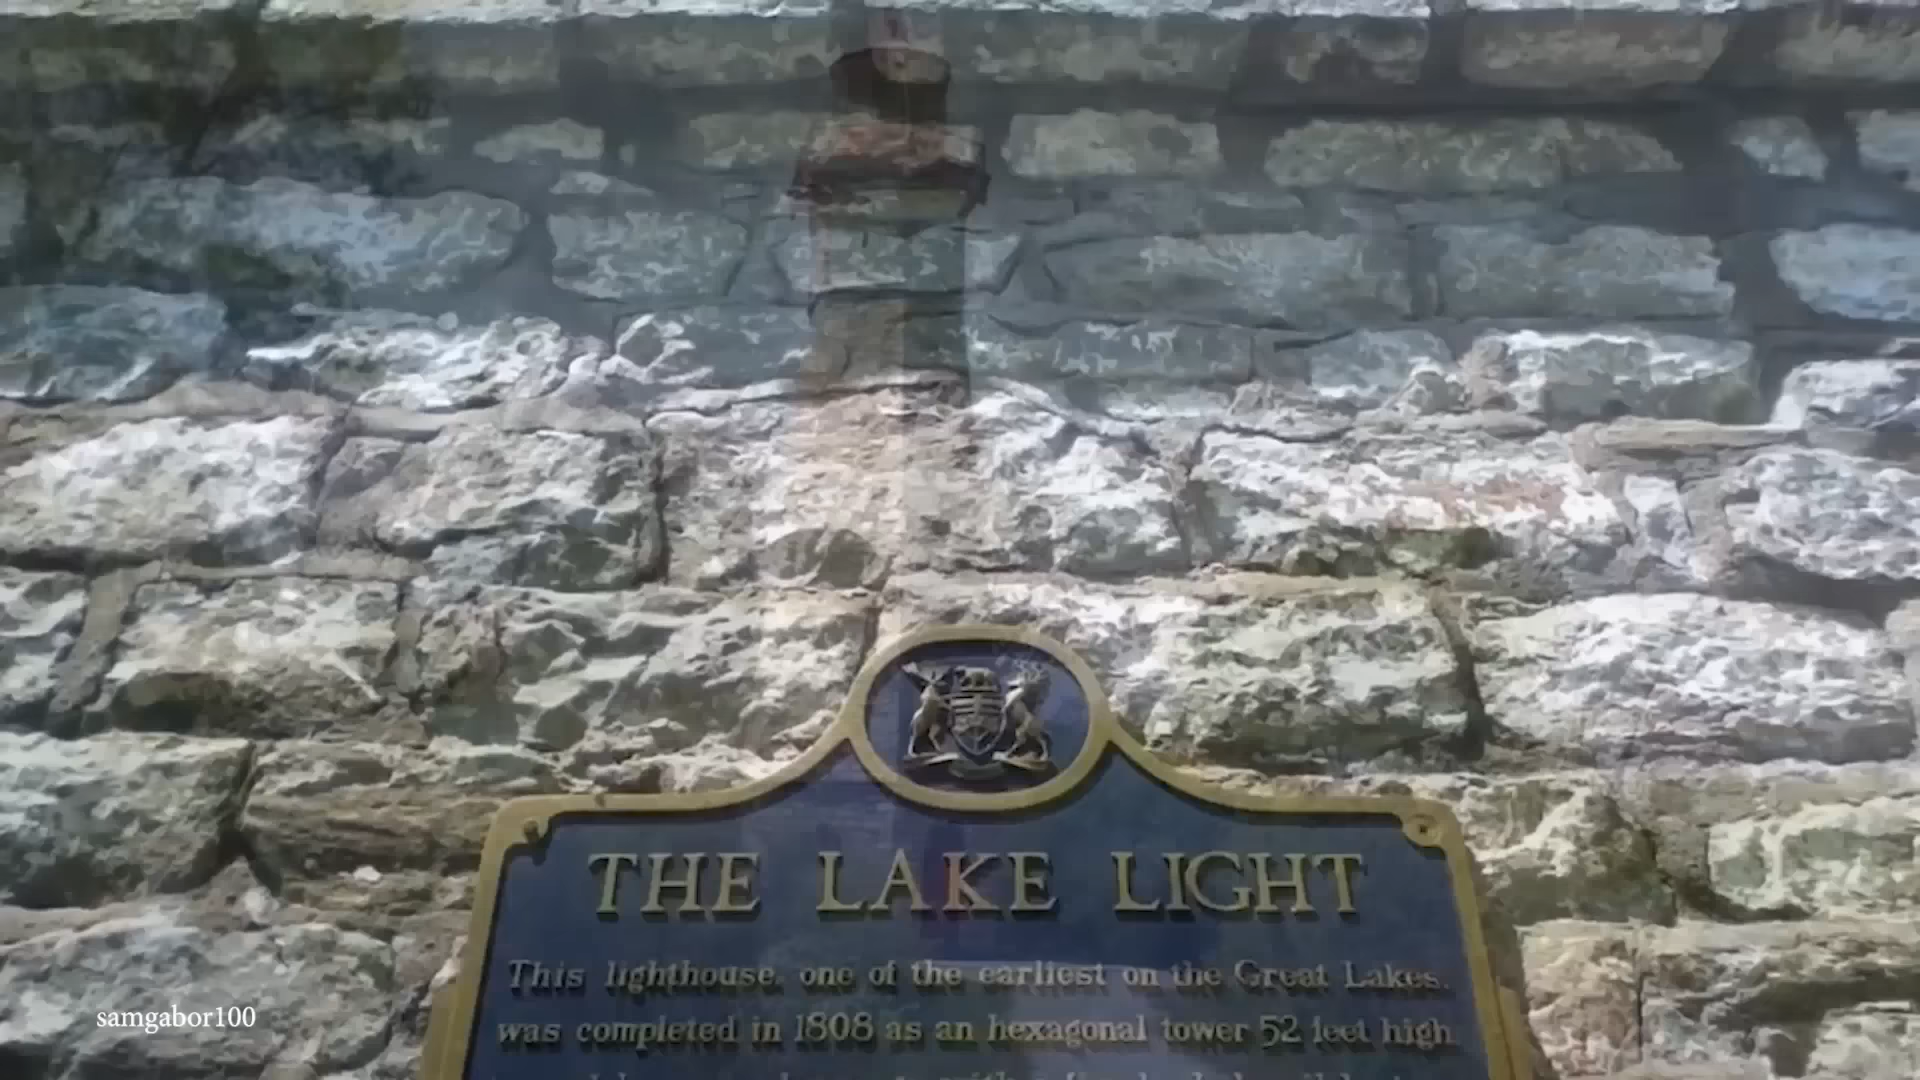 THE LAKE LIGHT
This lighthouse, one of the earliest on the Great Lakes,
was completed in 1808 as an hexagonal tower 52 feet high
samgabor100